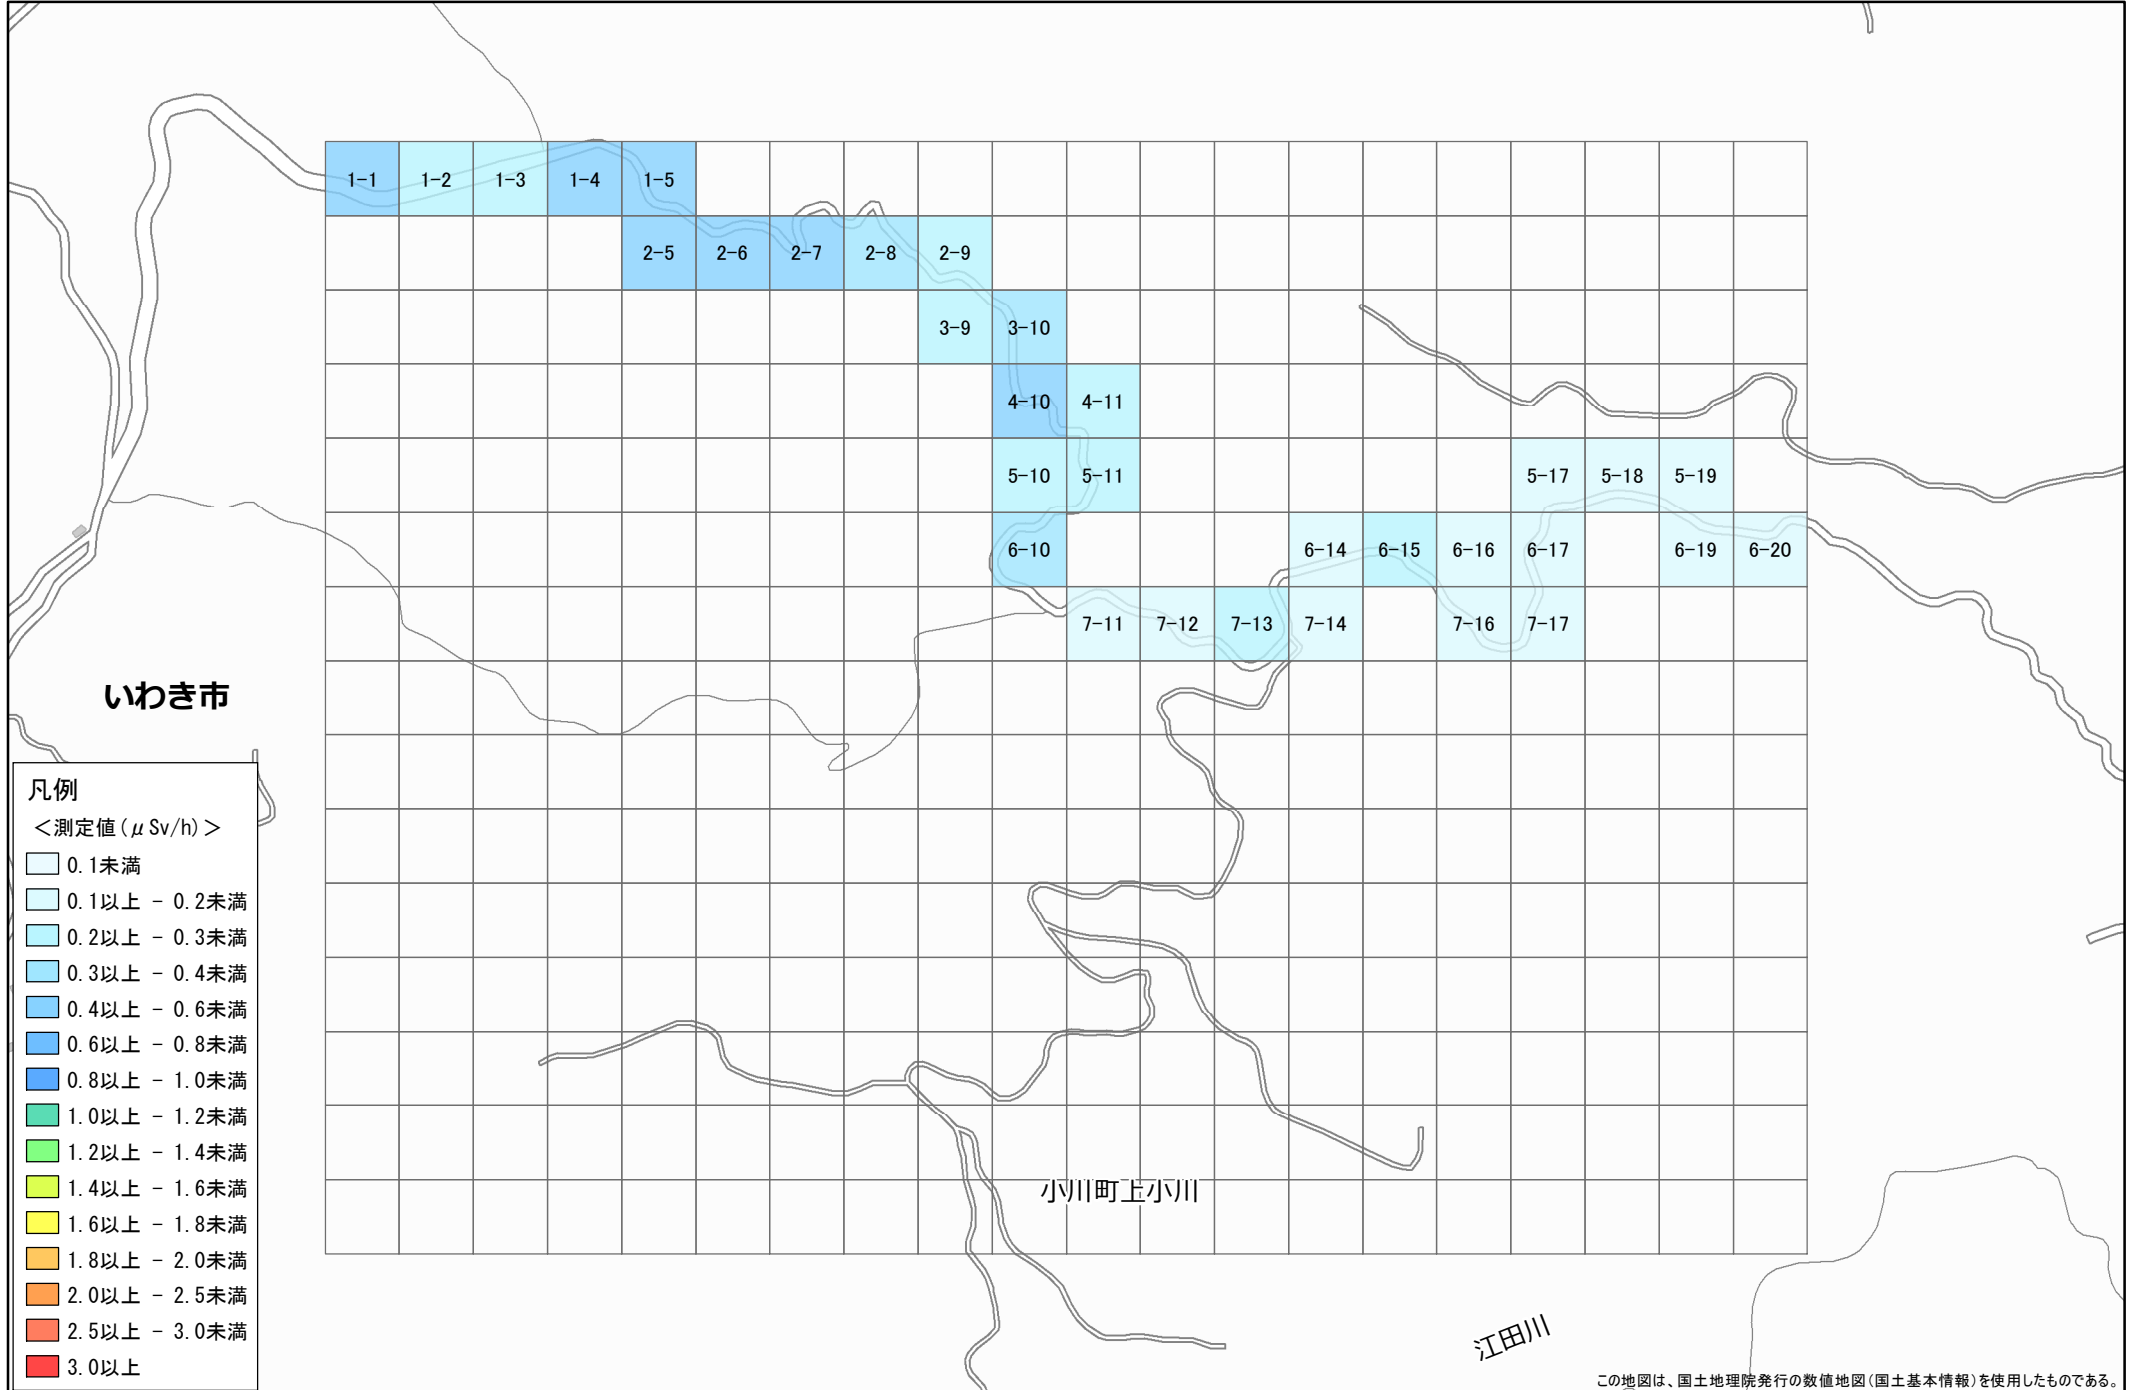 1-1 1-2 1-3 1-4 1-5
2-5 2-6 2-7 2-8 2-9
3-9 3-10
4-10 4-11
5-10 5-11 5-17 5-18 5-19
6-10 6-14 6-15 6-16 6-17 6-19 6-20
7-11 7-12 7-13 7-14 7-16 7-17
いわき市
凡例
＜測定値(μSv/h)＞
0.1未満
0.1以上 - 0.2未満
0.2以上 - 0.3未満
0.3以上 - 0.4未満
0.4以上 - 0.6未満
0.6以上 - 0.8未満
0.8以上 - 1.0未満
1.0以上 - 1.2未満
1.2以上 - 1.4未満
1.4以上 - 1.6未満
1.6以上 - 1.8未満
1.8以上 - 2.0未満
2.0以上 - 2.5未満
2.5以上 - 3.0未満
3.0以上
小川町上小川
江田川
この地図は、国土地理院発行の数値地図(国土基本情報)を使用したものである。